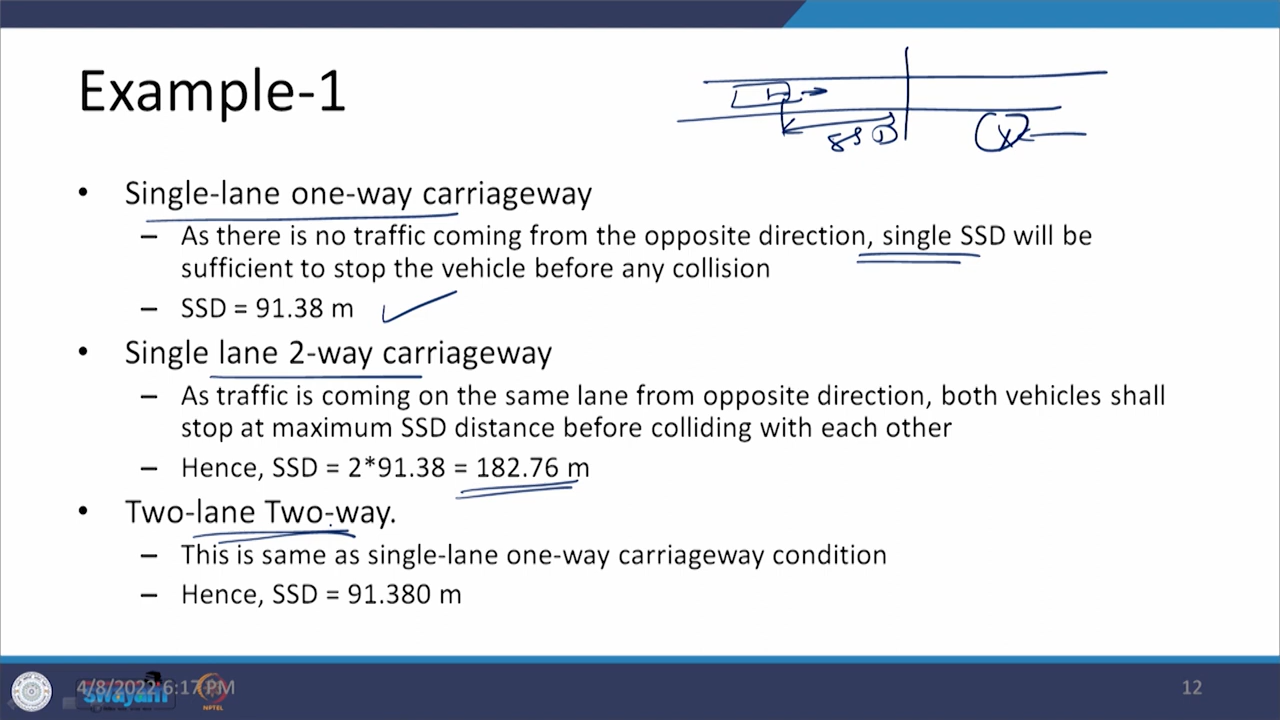 Example-1
SSD
• Single-lane one-way carriageway
– As there is no traffic coming from the opposite direction, single SSD will be
sufficient to stop the vehicle before any collision
– SSD = 91.38 m
• Single lane 2-way carriageway
– As traffic is coming on the same lane from opposite direction, both vehicles shall
stop at maximum SSD distance before colliding with each other
– Hence, SSD = 2*91.38 = 182.76 m
• Two-lane Two-way.
– This is same as single-lane one-way carriageway condition
– Hence, SSD = 91.380 m
4/8/2022 6:17 PM
swayam
NPTEL
12